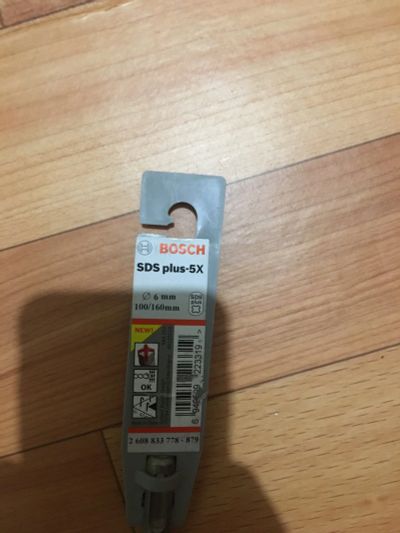 BOSCH
SDS plus-5X
Ø 6 mm
100/160mm
NEW!
OK
2 608 833 778 - 879